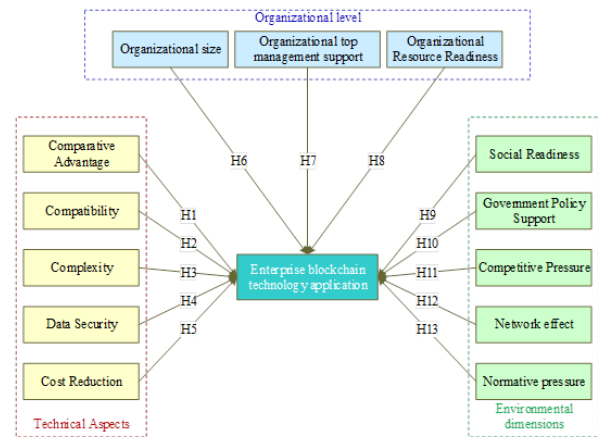 Organizational level
Organizational size
Organizational top
management support
Organizational
Resource Readiness
Comparative
Advantage
Compatibility
Complexity
Data Security
Cost Reduction
Technical Aspects
H6
H7
H8
H1
H2
H3
H4
H5
Enterprise blockchain
technology application
H9
H10
H11
H12
H13
Social Readiness
Government Policy
Support
Competitive Pressure
Network effect
Normative pressure
Environmental
dimensions